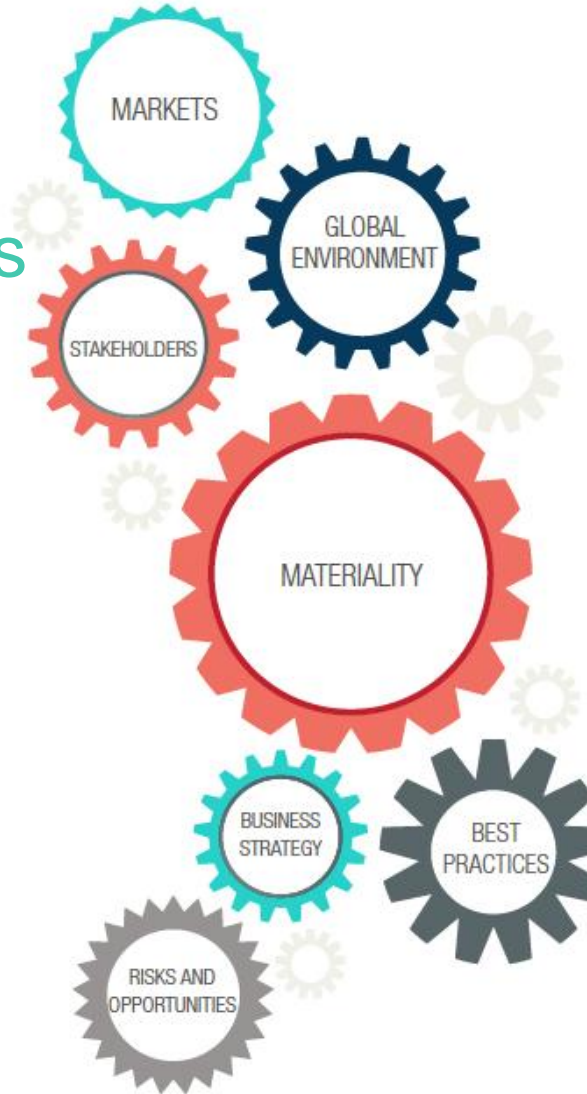 MARKETS
GLOBAL
ENVIRONMENT
s
STAKEHOLDERS
MATERIALITY
BUSINESS
STRATEGY
BEST
PRACTICES
RISKS AND
OPPORTUNITIES